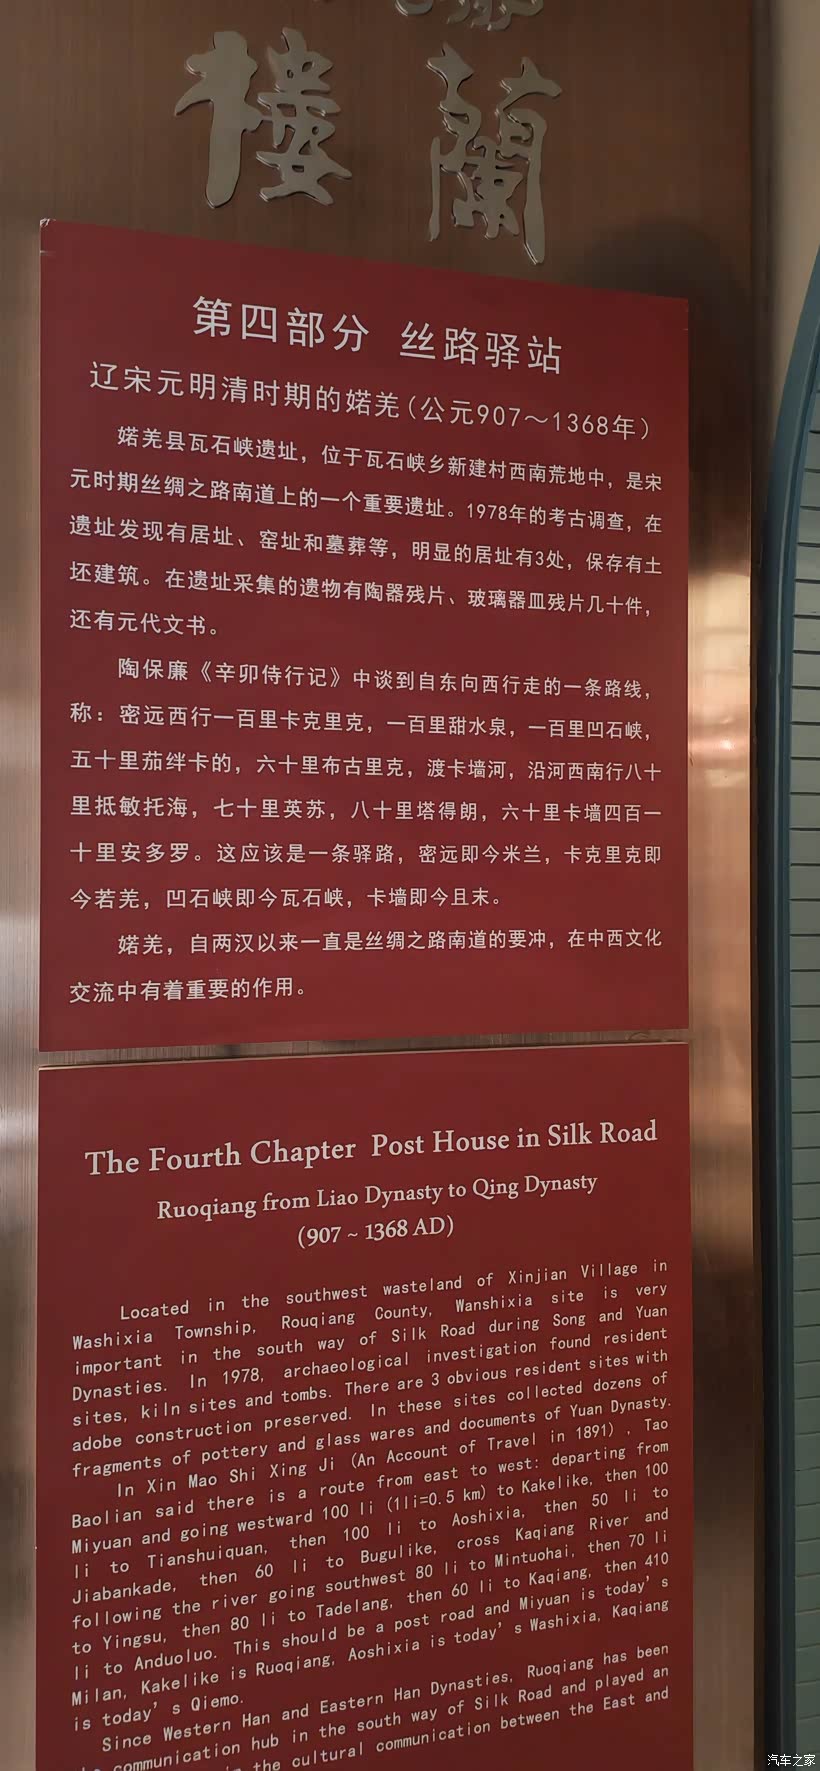 樓 蘭
第四部分 丝路驿站
辽宋元明清时期的婼羌(公元907～1368年)
婼羌县瓦石峡遗址，位于瓦石峡乡新建村西南荒地中，是宋
元时期丝绸之路南道上的一个重要遗址。1978年的考古调查，在
遗址发现有居址、窑址和墓葬等，明显的居址有3处，保存有土
坯建筑。在遗址采集的遗物有陶器残片、玻璃器皿残片几十件，
还有元代文书。
陶保廉《辛卯侍行记》中谈到自东向西行走的一条路线，
称：密远西行一百里卡克里克，一百里甜水泉，一百里凹石峡，
五十里茄绊卡的，六十里布古里克，渡卡墙河，沿河西南行八十
里抵敏托海，七十里英苏，八十里塔得朗，六十里卡墙四百一
十里安多罗。这应该是一条驿路，密远即今米兰，卡克里克即
今若羌，凹石峡即今瓦石峡，卡墙即今且末。
婼羌，自两汉以来一直是丝绸之路南道的要冲，在中西文化
交流中有着重要的作用。
The Fourth Chapter Post House in Silk Road
Ruoqiang from Liao Dynasty to Qing Dynasty
(907 ~ 1368 AD)
Located in the southwest wasteland of Xinjian Village in
Washixia Township, Rouqiang County, Wanshixia site is very
important in the south way of Silk Road during Song and Yuan
Dynasties. In 1978, archaeological investigation found resident
sites, kiln sites and tombs. There are 3 obvious resident sites with
adobe construction preserved. In these sites collected dozens of
fragments of pottery and glass wares and documents of Yuan Dynasty.
In Xin Mao Shi Xing Ji (An Account of Travel in 1891) , Tao
Baolian said there is a route from east to west: departing from
Miyuan and going westward 100 li (1li=0.5 km) to Kakelike, then 100
li to Tianshuiquan, then 100 li to Aoshixia, then 50 li to
Jiabankade, then 60 li to Bugulike, cross Kaqiang River and
following the river going southwest 80 li to Mintuohai, then 70 li
to Yingsu, then 80 li to Tadelang, then 60 li to Kaqiang, then 410
li to Anduoluo. This should be a post road and Miyuan is today's
Milan, Kakelike is Ruoqiang, Aoshixia is today's Washixia, Kaqiang
is today's Qiemo.
Since Western Han and Eastern Han Dynasties, Ruoqiang has been
communication hub in the south way of Silk Road and played an
in the cultural communication between the East and
汽车之家